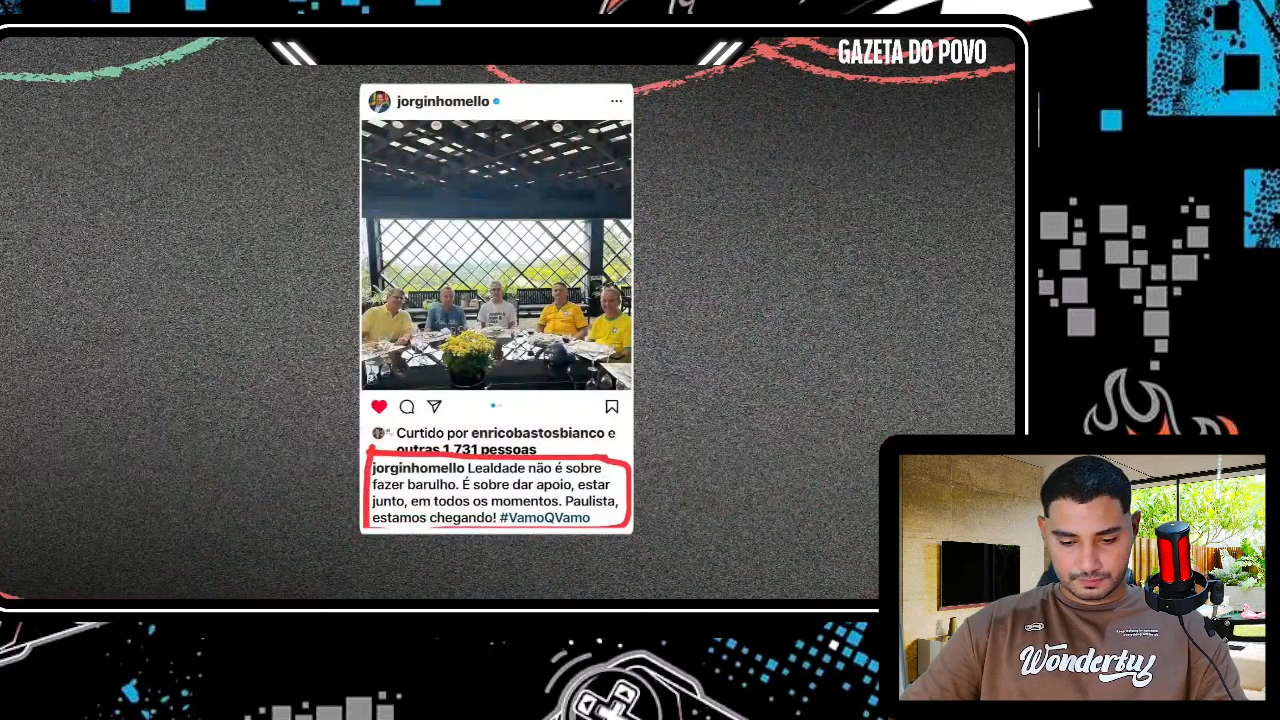 GAZETA DO POVO
jorginhomello
Curtido por enricobastosbianco e
outras 1.731 pessoas
jorginhomello Lealdade não é sobre
fazer barulho. É sobre dar apoio, estar
junto, em todos os momentos. Paulista,
estamos chegando! #VamoQVamo
Wonderful